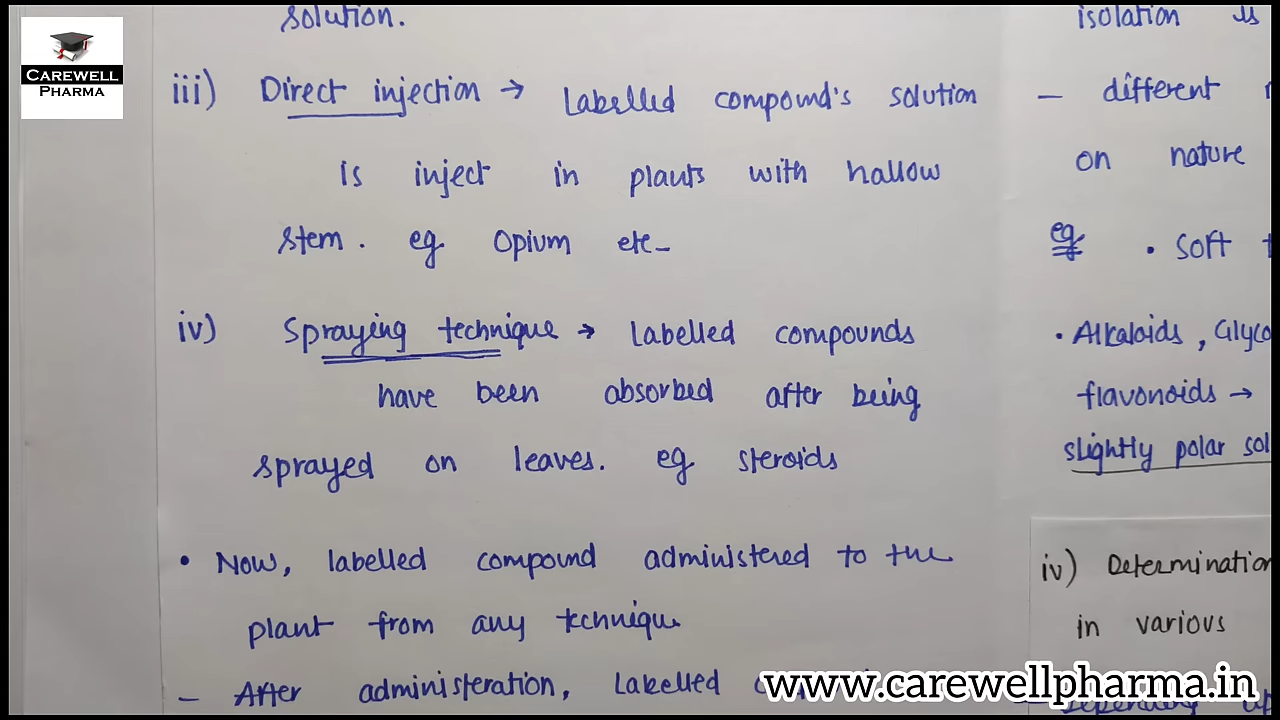 CAREWELL
PHARMA
solution.
iii) Direct injection → Labelled compound's solution
is inject in plants with hallow
stem. eg Opium etc-
iv) Spraying technique → Labelled compounds
have been absorbed after being
sprayed on leaves. eg steroids
• Now, labelled compound administered to the
plant from any technique
- After administeration, Labelled
isolation is
- different
on nature
eg • Soft
• Alkaloids, Glyco
flavonoids →
slightly polar sol
iv) Determination
in various
- Depending up
www.carewellpharma.in